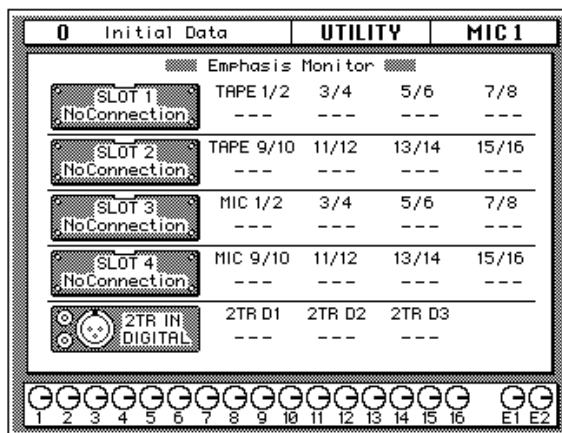 0 Initial Data UTILITY MIC 1
Emphasis Monitor
SLOT 1 NoConnection TAPE 1/2 3/4 5/6 7/8
--- --- --- ---
SLOT 2 NoConnection TAPE 9/10 11/12 13/14 15/16
--- --- --- ---
SLOT 3 NoConnection MIC 1/2 3/4 5/6 7/8
--- --- --- ---
SLOT 4 NoConnection MIC 9/10 11/12 13/14 15/16
--- --- --- ---
2TR IN DIGITAL 2TR D1 2TR D2 2TR D3
--- --- ---
1 2 3 4 5 6 7 8 9 10 11 12 13 14 15 16 E1 E2